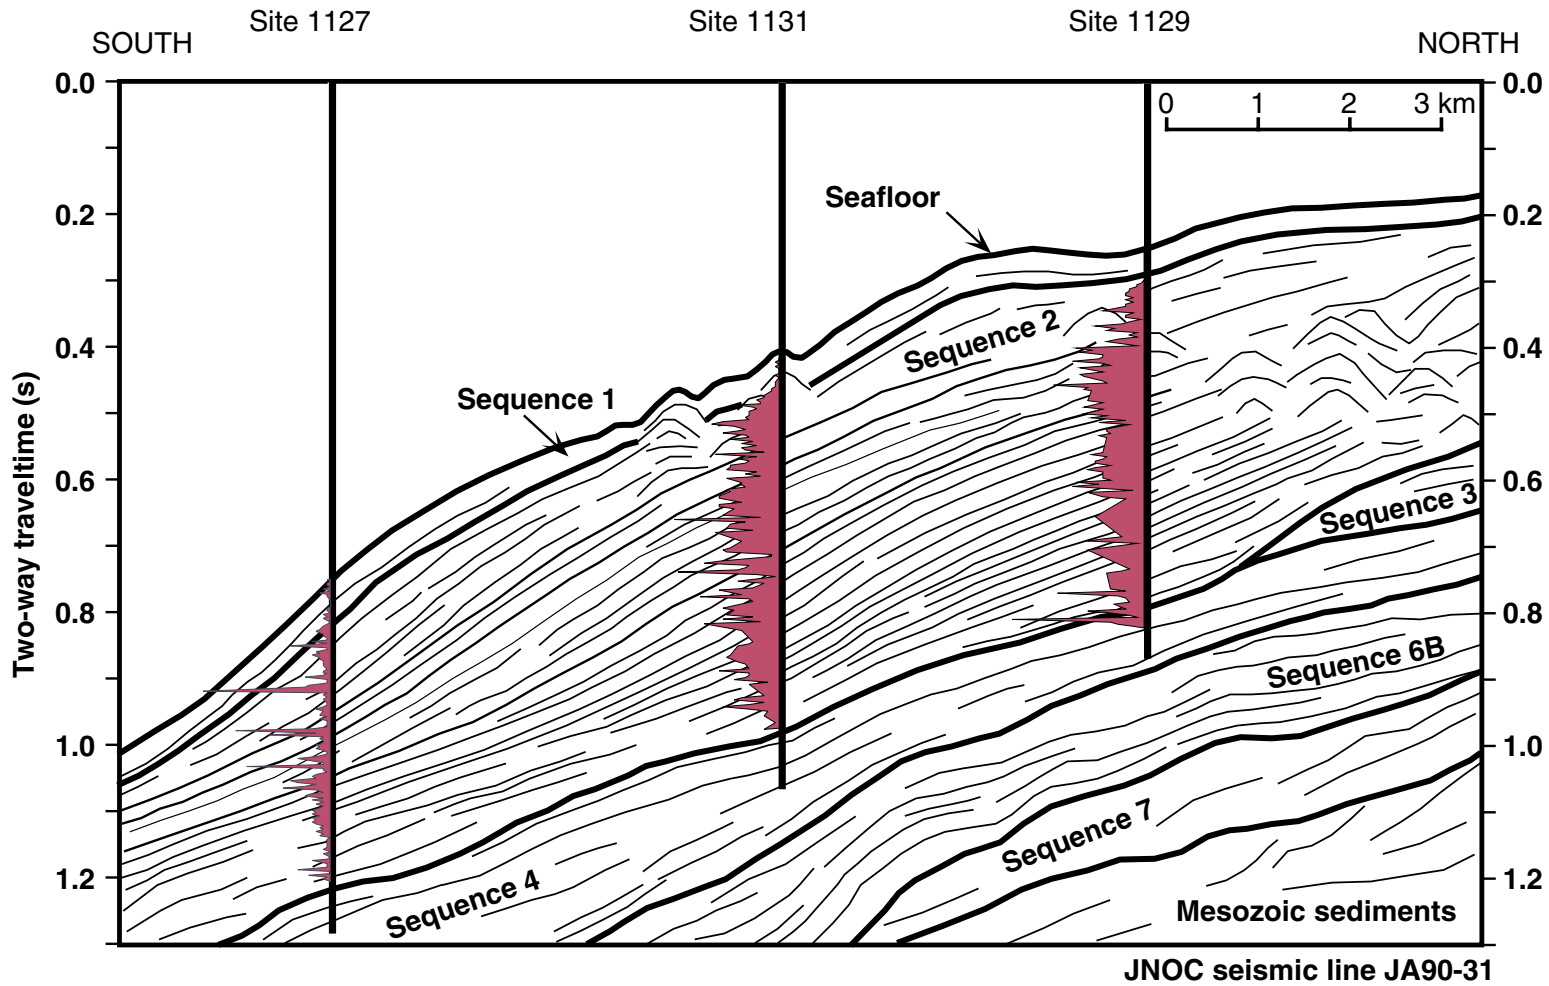 Site 1127
Site 1131
Site 1129
SOUTH
NORTH
0.0
0.2
0.4
0.6
0.8
1.0
1.2
Two-way traveltime (s)
0 1 2 3 km
0.0
0.2
0.4
0.6
0.8
1.0
1.2
Seafloor
Sequence 2
Sequence 1
Sequence 3
Sequence 6B
Sequence 7
Sequence 4
Mesozoic sediments
JNOC seismic line JA90-31